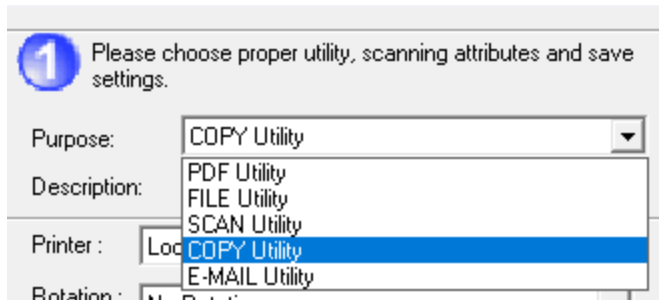 1
Please choose proper utility, scanning attributes and save
settings.
Purpose: COPY Utility
PDF Utility
Description:
FILE Utility
SCAN Utility
Printer : COPY Utility
E-MAIL Utility